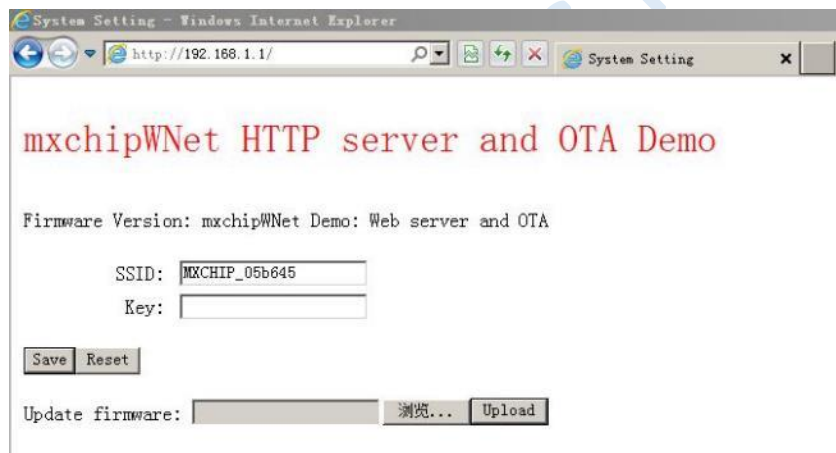 System Setting - Windows Internet Explorer
http://192.168.1.1/ System Setting
mxchipWNet HTTP server and OTA Demo
Firmware Version: mxchipWNet Demo: Web server and OTA
SSID: MXCHIP_05b645
Key:
Save Reset
Update firmware: 浏览... Upload